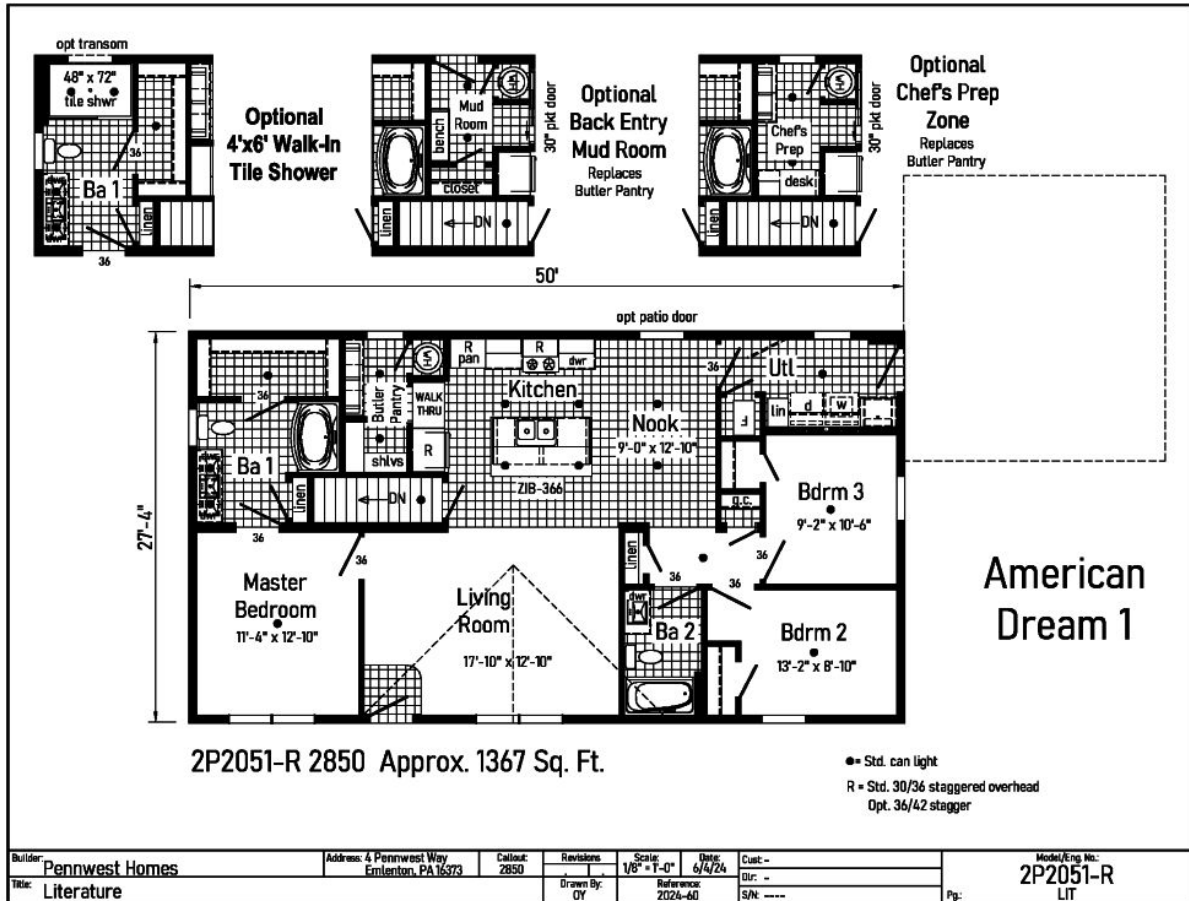 opt transom
48" x 72"
tile shwr
36
Ba 1
linen
36
Optional
4'x6' Walk-In
Tile Shower
Mud
Room
WH
bench
closet
30" pkt door
linen
DN
Optional
Back Entry
Mud Room
Replaces
Butler Pantry
Chef's
Prep
WH
desk
30" pkt door
linen
DN
Optional
Chef's Prep
Zone
Replaces
Butler Pantry
50'
opt patio door
27'-4"
36
Ba 1
linen
36
Butler
Pantry
shlvs
WH
WALK
THRU
R
DN
R
pan
R
dwr
Kitchen
ZIB-366
Nook
9'-0" x 12'-10"
36
Utl
F
lin
d
w
Bdrm 3
9'-2" x 10'-6"
36
linen
36
36
Master
Bedroom
11'-4" x 12'-10"
36
Living
Room
17'-10" x 12'-10"
dwr
Ba 2
Bdrm 2
13'-2" x 8'-10"
American
Dream 1
2P2051-R 2850 Approx. 1367 Sq. Ft.
●= Std. can light
R = Std. 30/36 staggered overhead
Opt. 36/42 stagger
Builder: Pennwest Homes
Address: 4 Pennwest Way
Emlenton, PA 16373
Callout:
2850
Revisions
Scale:
1/8" = 1'-0"
Date:
6/4/24
Cust: -
Model/Eng. No.:
2P2051-R
Title: Literature
Drawn By:
OY
Reference:
2024-60
Dlr: -
S/N: ----
Pg.: LIT